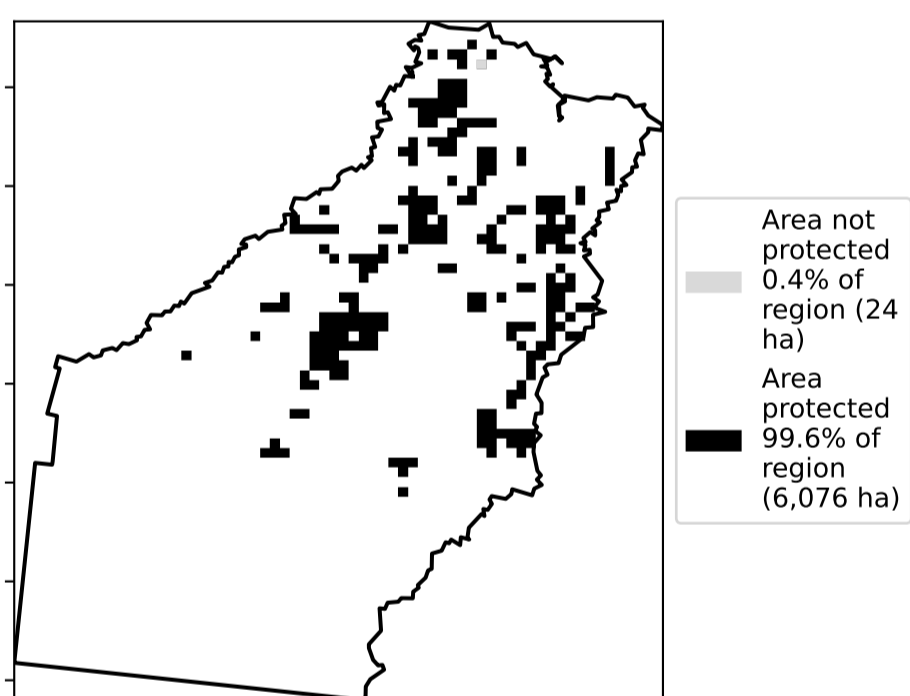 Area not
protected
0.4% of
region (24
ha)
Area
protected
99.6% of
region
(6,076 ha)